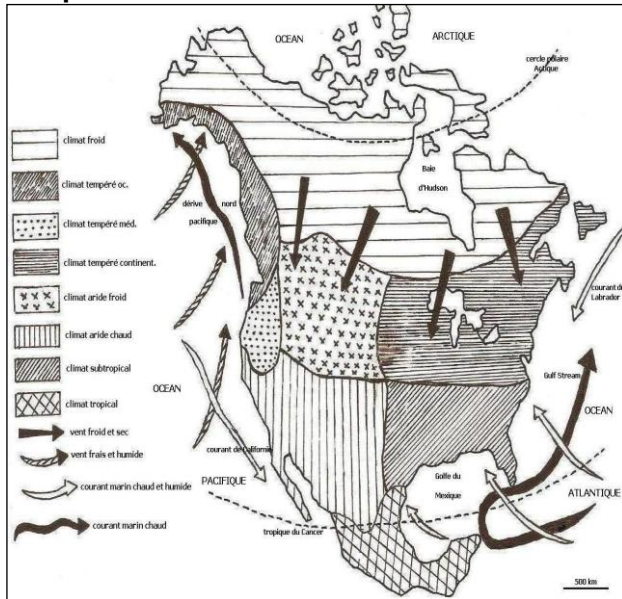 OCEAN
ARCTIQUE
cercle polaire
Actique
climat froid
climat tempéré oc.
climat tempéré méd.
climat tempéré continent.
climat aride froid
climat aride chaud
climat subtropical
climat tropical
vent froid et sec
vent frais et humide
courant marin chaud et humide
courant marin chaud
Baie
d'Hudson
dérive nord
pacifique
courant du
Labrador
Gulf Stream
OCEAN
ATLANTIQUE
OCEAN
PACIFIQUE
courant de Californie
Golfe du
Mexique
tropique du Cancer
500 km